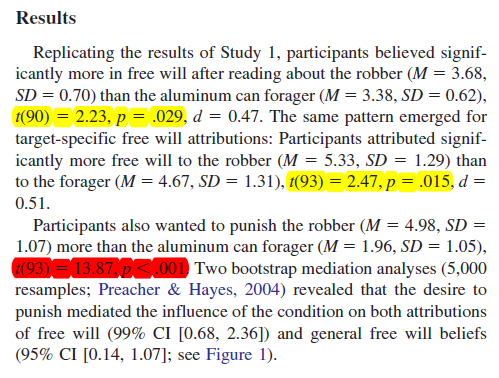 Results
Replicating the results of Study 1, participants believed signif-
icantly more in free will after reading about the robber (M = 3.68,
SD = 0.70) than the aluminum can forager (M = 3.38, SD = 0.62),
t(90) = 2.23, p = .029, d = 0.47. The same pattern emerged for
target-specific free will attributions: Participants attributed signif-
icantly more free will to the robber (M = 5.33, SD = 1.29) than
to the forager (M = 4.67, SD = 1.31), t(93) = 2.47, p = .015, d =
0.51.
Participants also wanted to punish the robber (M = 4.98, SD =
1.07) more than the aluminum can forager (M = 1.96, SD = 1.05),
t(93) = 13.87, p < .001. Two bootstrap mediation analyses (5,000
resamples; Preacher & Hayes, 2004) revealed that the desire to
punish mediated the influence of the condition on both attributions
of free will (99% CI [0.68, 2.36]) and general free will beliefs
(95% CI [0.14, 1.07]; see Figure 1).